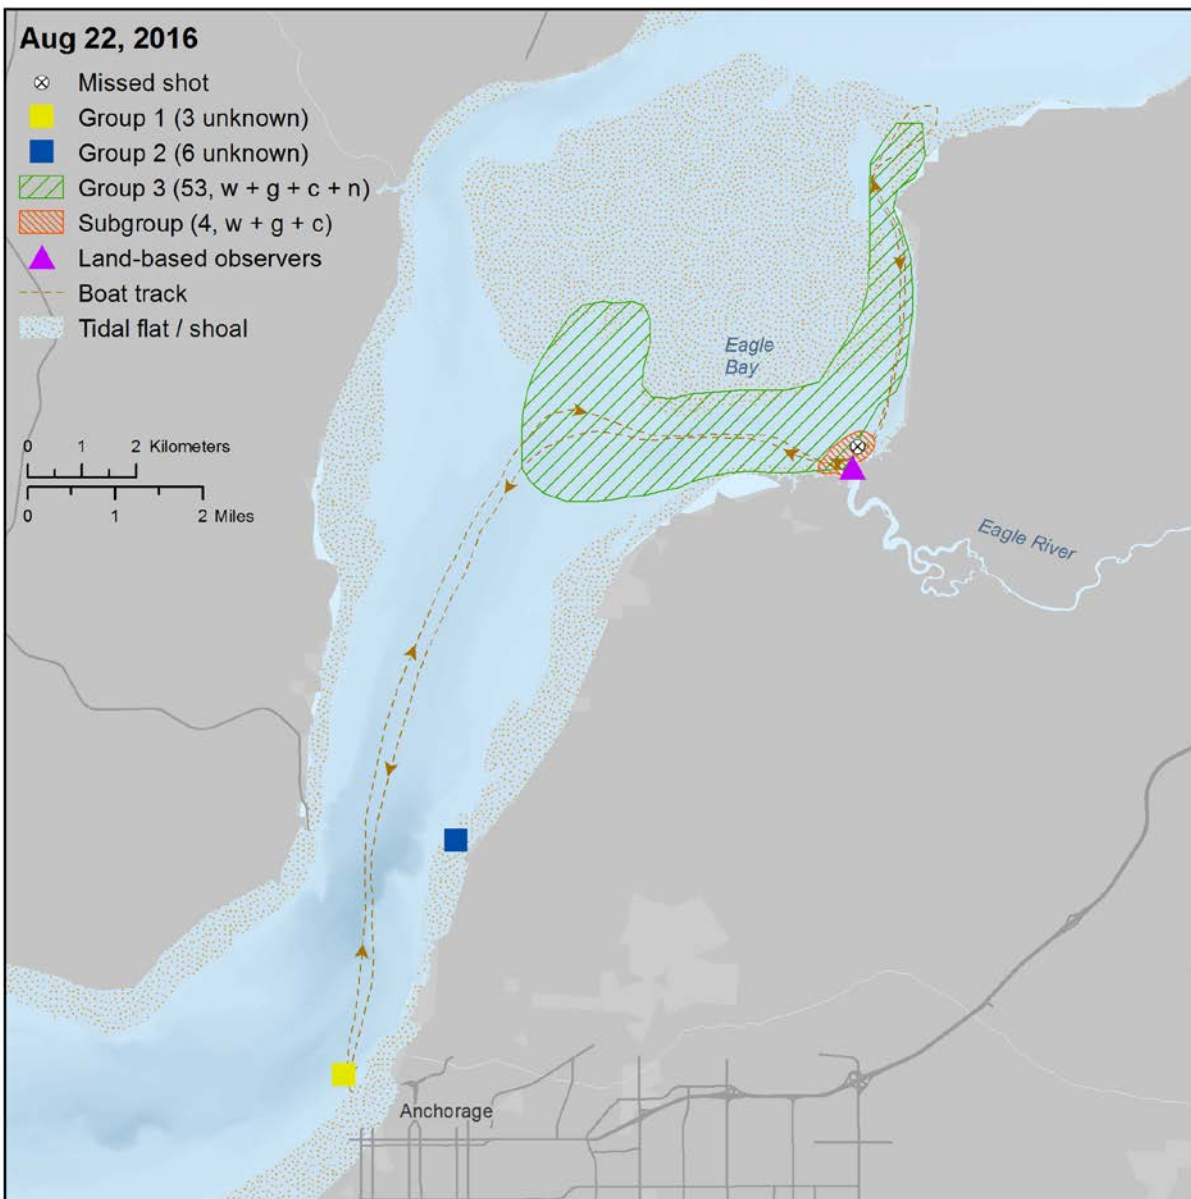 Aug 22, 2016
Missed shot
Group 1 (3 unknown)
Group 2 (6 unknown)
Group 3 (53, w + g + c + n)
Subgroup (4, w + g + c)
Land-based observers
Boat track
Tidal flat / shoal
0 1 2 Kilometers
0 1 2 Miles
Eagle
Bay
Eagle River
Anchorage